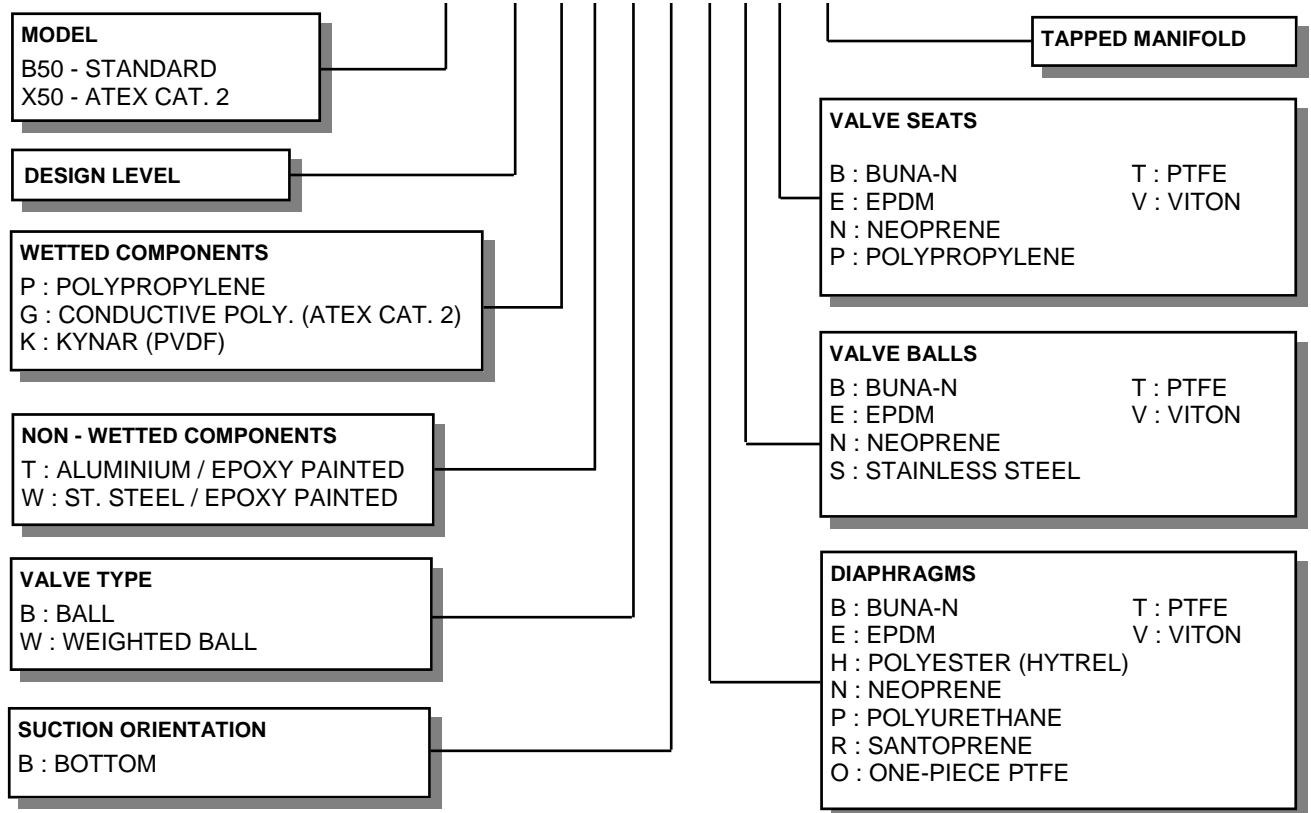 MODEL
B50 - STANDARD
X50 - ATEX CAT. 2
DESIGN LEVEL
WETTED COMPONENTS
P : POLYPROPYLENE
G : CONDUCTIVE POLY. (ATEX CAT. 2)
K : KYNAR (PVDF)
NON - WETTED COMPONENTS
T : ALUMINIUM / EPOXY PAINTED
W : ST. STEEL / EPOXY PAINTED
VALVE TYPE
B : BALL
W : WEIGHTED BALL
SUCTION ORIENTATION
B : BOTTOM
TAPPED MANIFOLD
VALVE SEATS
B : BUNA-N T : PTFE
E : EPDM V : VITON
N : NEOPRENE
P : POLYPROPYLENE
VALVE BALLS
B : BUNA-N T : PTFE
E : EPDM V : VITON
N : NEOPRENE
S : STAINLESS STEEL
DIAPHRAGMS
B : BUNA-N T : PTFE
E : EPDM V : VITON
H : POLYESTER (HYTREL)
N : NEOPRENE
P : POLYURETHANE
R : SANTOPRENE
O : ONE-PIECE PTFE